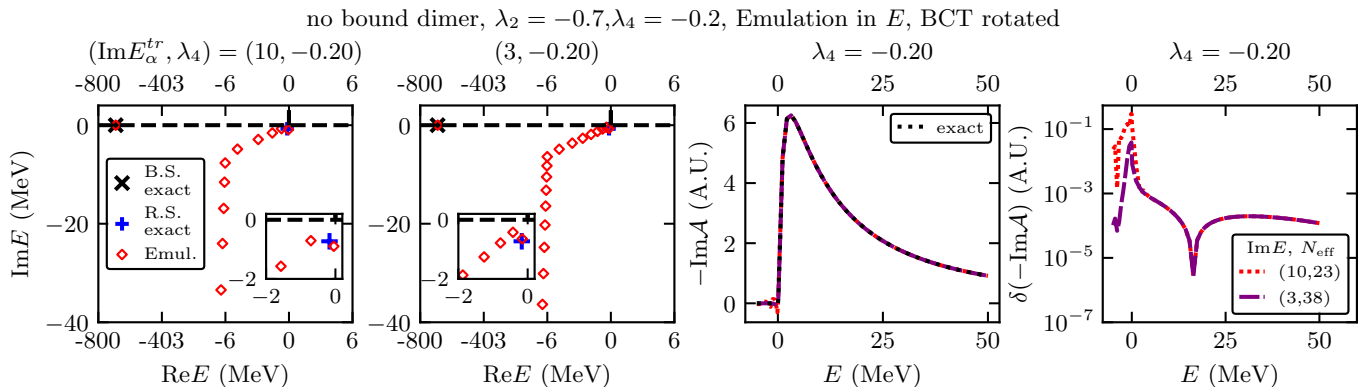 no bound dimer, λ₂ = −0.7,λ₄ = −0.2, Emulation in E, BCT rotated
(ImE_α^{tr}, λ₄) = (10, −0.20)
(3, −0.20)
λ₄ = −0.20
λ₄ = −0.20
-800 -403 -6 0 6
-800 -403 -6 0 6
0 25 50
0 25 50
ImE (MeV)
0
−20
−40
B.S.
exact
R.S.
exact
Emul.
0
−2
−2 0
-800 -403 -6 0 6
ReE (MeV)
0
−20
−40
0
−2
−2 0
-800 -403 -6 0 6
ReE (MeV)
−Im𝒜 (A.U.)
6
4
2
0
exact
0 25 50
E (MeV)
δ(−Im𝒜) (A.U.)
10⁻¹
10⁻³
10⁻⁵
10⁻⁷
ImE, N_eff
(10,23)
(3,38)
0 25 50
E (MeV)